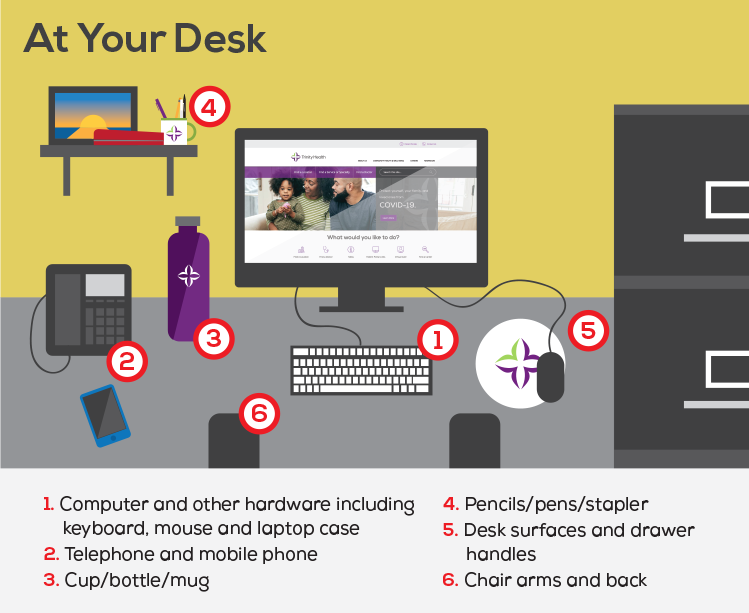 At Your Desk
4
TrinityHealth
COVID-19.
What would you like to do?
3
2
1
5
6
1. Computer and other hardware including
keyboard, mouse and laptop case
2. Telephone and mobile phone
3. Cup/bottle/mug
4. Pencils/pens/stapler
5. Desk surfaces and drawer
handles
6. Chair arms and back